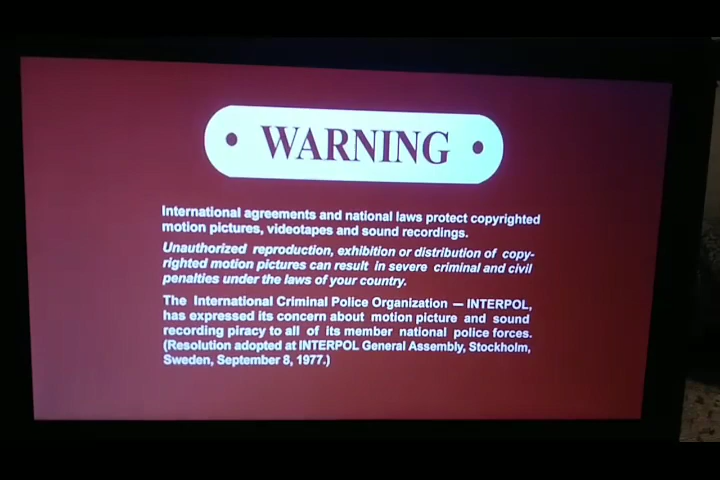 WARNING
International agreements and national laws protect copyrighted
motion pictures, videotapes and sound recordings.
Unauthorized reproduction, exhibition or distribution of copy-
righted motion pictures can result in severe criminal and civil
penalties under the laws of your country.
The International Criminal Police Organization — INTERPOL,
has expressed its concern about motion picture and sound
recording piracy to all of its member national police forces.
(Resolution adopted at INTERPOL General Assembly, Stockholm,
Sweden, September 8, 1977.)